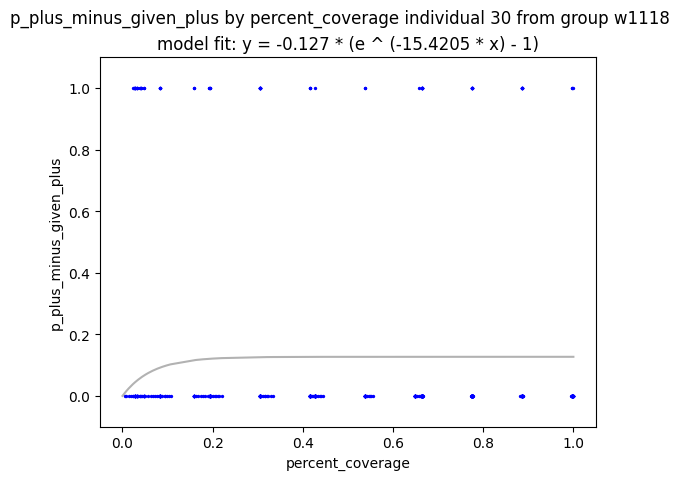 p_plus_minus_given_plus by percent_coverage individual 30 from group w1118
model fit: y = -0.127 * (e ^ (-15.4205 * x) - 1)
1.0
0.8
0.6
0.4
0.2
0.0
p_plus_minus_given_plus
0.0 0.2 0.4 0.6 0.8 1.0
percent_coverage